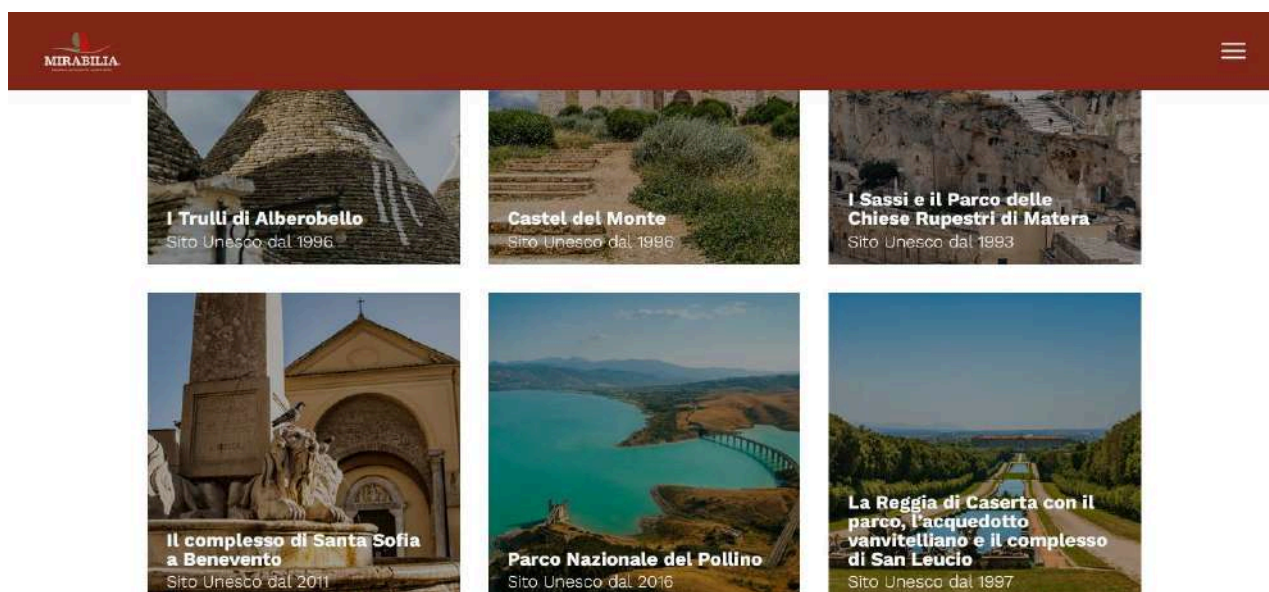 MIRABILIA
I Trulli di Alberobello
Sito Unesco dal 1996
Castel del Monte
Sito Unesco dal 1996
I Sassi e il Parco delle
Chiese Rupestri di Matera
Sito Unesco dal 1993
Il complesso di Santa Sofia
a Benevento
Sito Unesco dal 2011
Parco Nazionale del Pollino
Sito Unesco dal 2016
La Reggia di Caserta con il
parco, l'acquedotto
vanvitelliano e il complesso
di San Leucio
Sito Unesco dal 1997